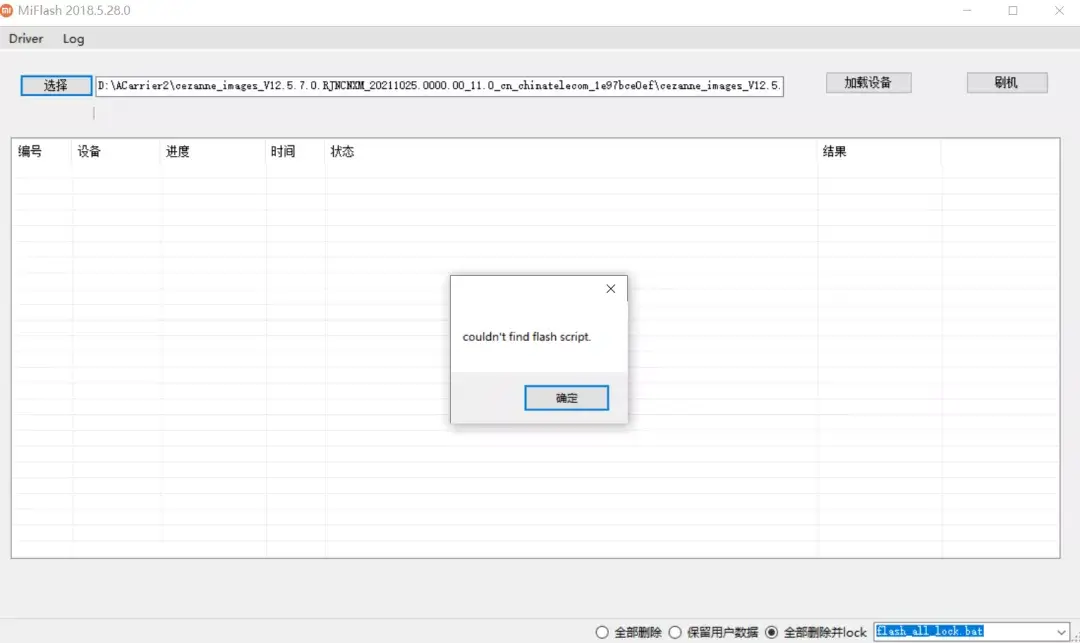 MiFlash 2018.5.28.0
Driver Log
选择 D:\ACarrier2\cezanne_images_V12.5.7.0.RJNCNXM_20211025.0000.00_11.0_cn_chinatelecom_1e97bce0ef\cezanne_images_V12.5. 加载设备 刷机
编号 设备 进度 时间 状态 结果
couldn't find flash script.
确定
全部删除 保留用户数据 全部删除并lock flash_all_lock.bat